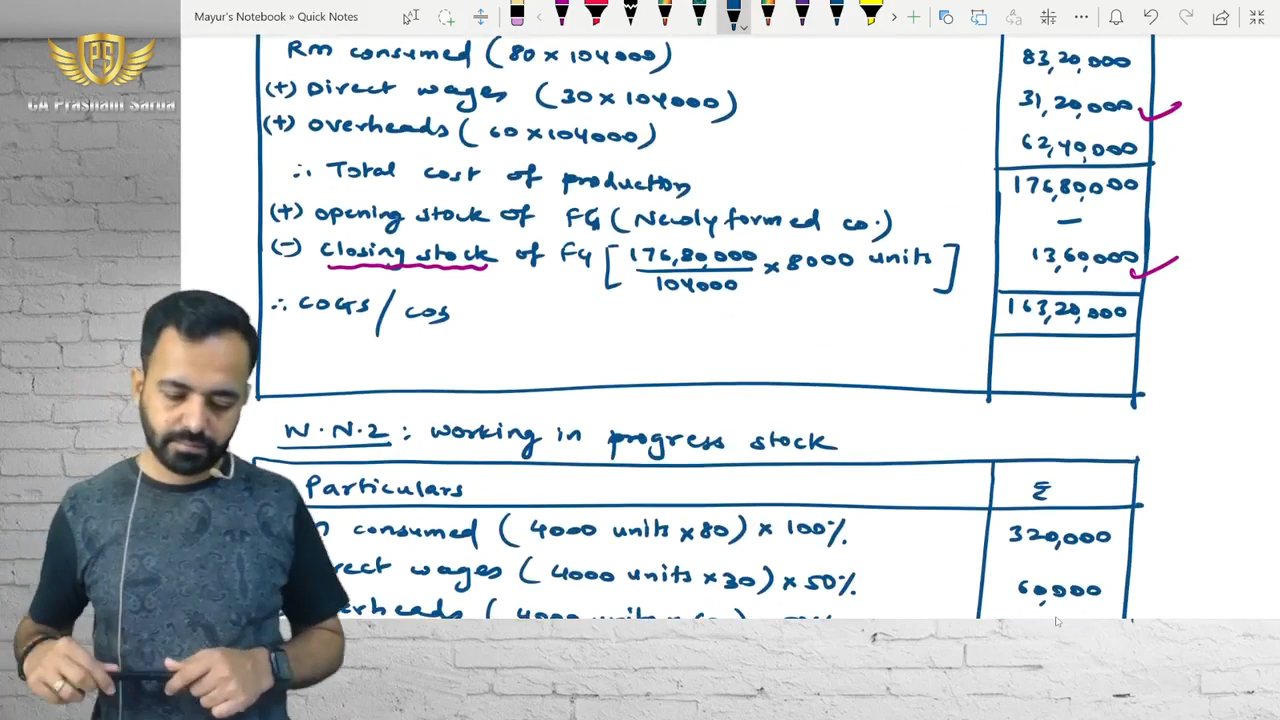 Mayur's Notebook » Quick Notes
PS
CA Prashant Sarda
Rm consumed (80 x 104000) 83,20,000
(+) Direct wages (30 x 104000) 31,20,000
(+) overheads (60 x 104000) 62,40,000
∴ Total cost of production 176,80,000
(+) opening stock of FG (Newly formed co.) –
(-) closing stock of FG [176,80,000 / 104000 x 8000 units] 13,60,000
∴ COGS / COS 163,20,000
W.N.2 : Working in progress stock
Particulars ₹
consumed (4000 units x 80) x 100% 320,000
rect wages (4000 units x 30) x 50% 60,000
erheads (4000 units x